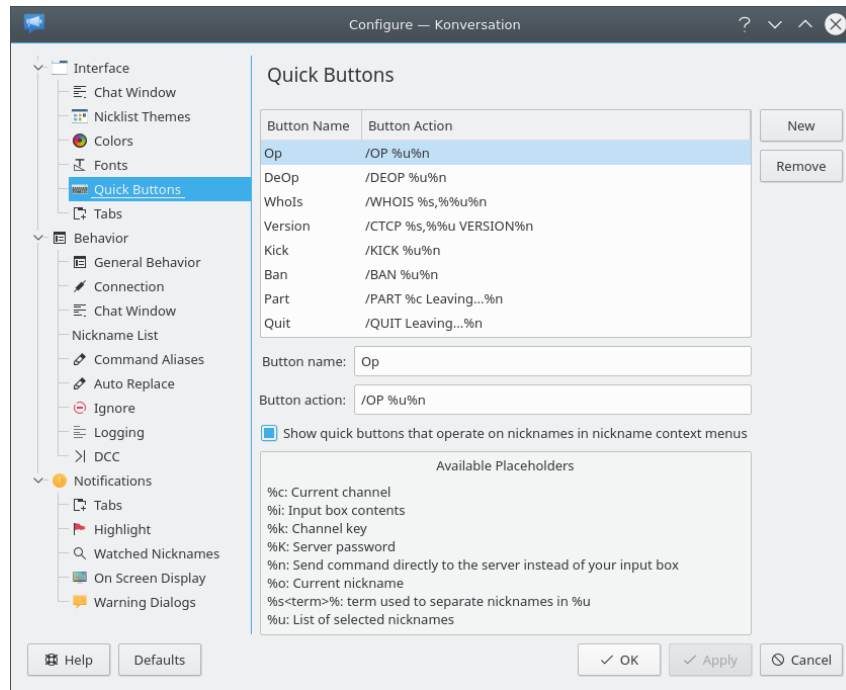 Configure — Konversation
Interface
Chat Window
Nicklist Themes
Colors
Fonts
Quick Buttons
Tabs
Behavior
General Behavior
Connection
Chat Window
Nickname List
Command Aliases
Auto Replace
Ignore
Logging
DCC
Notifications
Tabs
Highlight
Watched Nicknames
On Screen Display
Warning Dialogs
Quick Buttons
Button Name Button Action
Op /OP %u%n
DeOp /DEOP %u%n
WhoIs /WHOIS %s,%%u%n
Version /CTCP %s,%%u VERSION%n
Kick /KICK %u%n
Ban /BAN %u%n
Part /PART %c Leaving...%n
Quit /QUIT Leaving...%n
New
Remove
Button name: Op
Button action: /OP %u%n
Show quick buttons that operate on nicknames in nickname context menus
Available Placeholders
%c: Current channel
%i: Input box contents
%k: Channel key
%K: Server password
%n: Send command directly to the server instead of your input box
%o: Current nickname
%s<term>%: term used to separate nicknames in %u
%u: List of selected nicknames
Help Defaults OK Apply Cancel